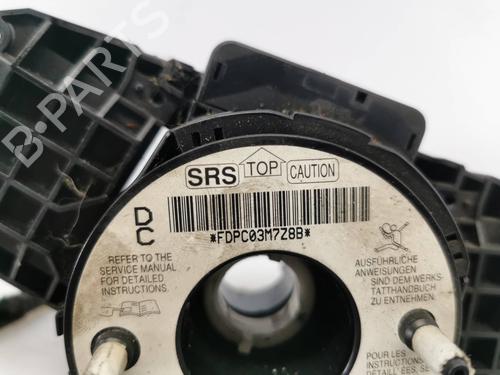 SRS TOP CAUTION
*FDPC03M7Z8B*
D
C
REFER TO THE
SERVICE MANUAL
FOR DETAILED
INSTRUCTIONS.
AUSFÜHRLICHE
ANWEISUNGEN
SIND DEM WERKS-
TATTHANDBUCH
ZU ENTNEHMEN.
POUR LES
INSTRUCTIONS
B-PARTS